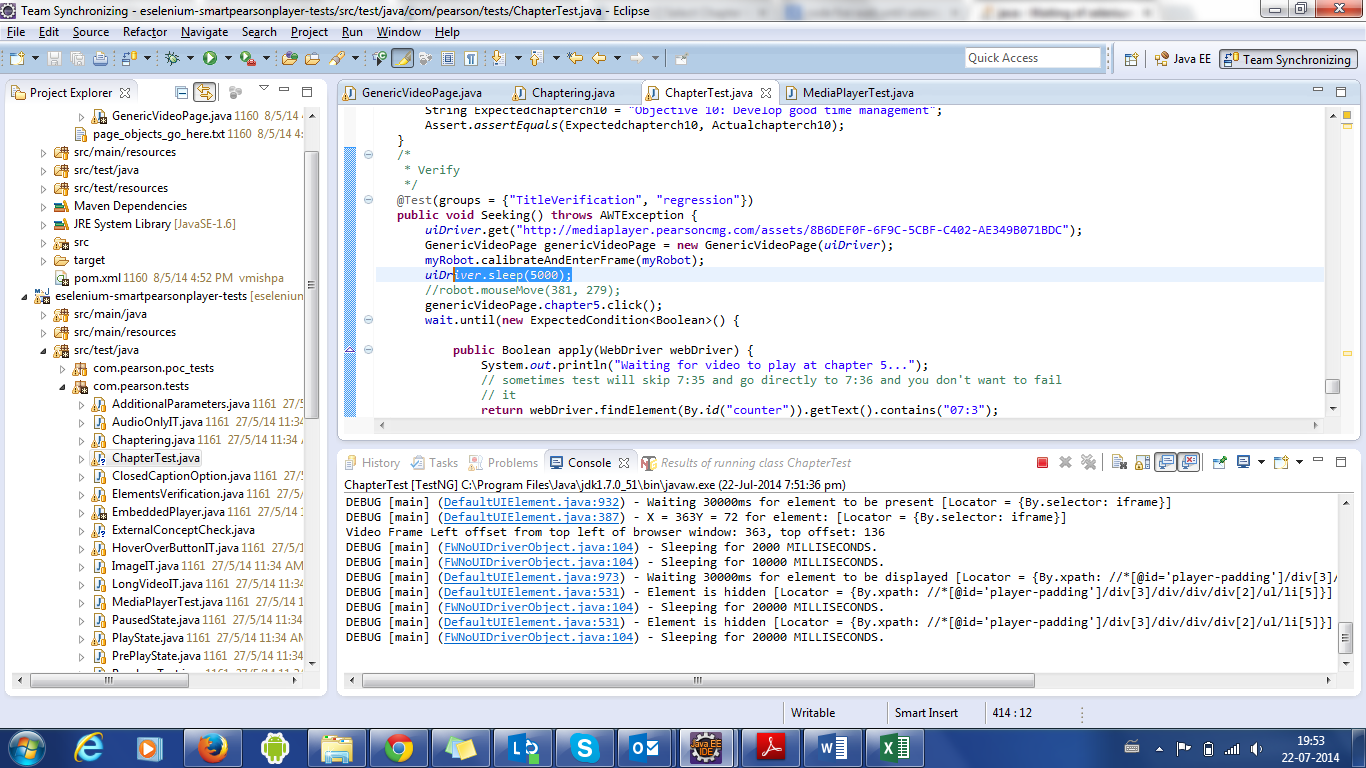 Team Synchronizing - eselenium-smartpearsonplayer-tests/src/test/java/com/pearson/tests/ChapterTest.java - Eclipse
File Edit Source Refactor Navigate Search Project Run Window Help
Quick Access
Java EE
Team Synchronizing
Project Explorer
GenericVideoPage.java 1160 8/5/14
page_objects_go_here.txt 1160 8/5/14 4:
src/main/resources
src/test/java
src/test/resources
Maven Dependencies
JRE System Library [JavaSE-1.6]
src
target
pom.xml 1160 8/5/14 4:52 PM vmishpa
eselenium-smartpearsonplayer-tests [eselenium
src/main/java
src/main/resources
src/test/java
com.pearson.poc_tests
com.pearson.tests
AdditionalParameters.java 1161 27/5
AudioOnlyIT.java 1161 27/5/14 11:34
Chaptering.java 1161 27/5/14 11:34 A
ChapterTest.java
ClosedCaptionOption.java 1161 27/5
ElementsVerification.java 1161 27/5
EmbeddedPlayer.java 1161 27/5/14
ExternalConceptCheck.java
HoverOverButtonIT.java 1161 27/5/14
ImageIT.java 1161 27/5/14 11:34 AM
LongVideoIT.java 1161 27/5/14 11:34
MediaPlayerTest.java 1161 27/5/14 1
PausedState.java 1161 27/5/14 11:34
PlayState.java 1161 27/5/14 11:34 AM
PrePlayState.java 1161 27/5/14 11:34
GenericVideoPage.java Chaptering.java ChapterTest.java MediaPlayerTest.java
String Expectedchapterch10 = "Objective 10: Develop good time management";
Assert.assertEquals(Expectedchapterch10, Actualchapterch10);
}
/*
* Verify
*/
@Test(groups = {"TitleVerification", "regression"})
public void Seeking() throws AWTException {
uiDriver.get("http://mediaplayer.pearsoncmg.com/assets/8B6DEF0F-6F9C-5CBF-C402-AE349B071BDC");
GenericVideoPage genericVideoPage = new GenericVideoPage(uiDriver);
myRobot.calibrateAndEnterFrame(myRobot);
uiDriver.sleep(5000);
//robot.mouseMove(381, 279);
genericVideoPage.chapter5.click();
wait.until(new ExpectedCondition<Boolean>() {
public Boolean apply(WebDriver webDriver) {
System.out.println("Waiting for video to play at chapter 5...");
// sometimes test will skip 7:35 and go directly to 7:36 and you don't want to fail
// it
return webDriver.findElement(By.id("counter")).getText().contains("07:3");
History Tasks Problems Console Results of running class ChapterTest
ChapterTest [TestNG] C:\Program Files\Java\jdk1.7.0_51\bin\javaw.exe (22-Jul-2014 7:51:36 pm)
DEBUG [main] (DefaultUIElement.java:932) - Waiting 30000ms for element to be present [Locator = {By.selector: iframe}]
DEBUG [main] (DefaultUIElement.java:387) - X = 363Y = 72 for element: [Locator = {By.selector: iframe}]
Video Frame Left offset from top left of browser window: 363, top offset: 136
DEBUG [main] (FWNoUIDriverObject.java:104) - Sleeping for 2000 MILLISECONDS.
DEBUG [main] (FWNoUIDriverObject.java:104) - Sleeping for 10000 MILLISECONDS.
DEBUG [main] (DefaultUIElement.java:973) - Waiting 30000ms for element to be displayed [Locator = {By.xpath: //*[@id='player-padding']/div[3]/
DEBUG [main] (DefaultUIElement.java:531) - Element is hidden [Locator = {By.xpath: //*[@id='player-padding']/div[3]/div/div/div[2]/ul/li[5]}]
DEBUG [main] (FWNoUIDriverObject.java:104) - Sleeping for 20000 MILLISECONDS.
DEBUG [main] (DefaultUIElement.java:531) - Element is hidden [Locator = {By.xpath: //*[@id='player-padding']/div[3]/div/div/div[2]/ul/li[5]}]
DEBUG [main] (FWNoUIDriverObject.java:104) - Sleeping for 20000 MILLISECONDS.
Writable Smart Insert 414 : 12
Java EE
IDE
19:53
22-07-2014